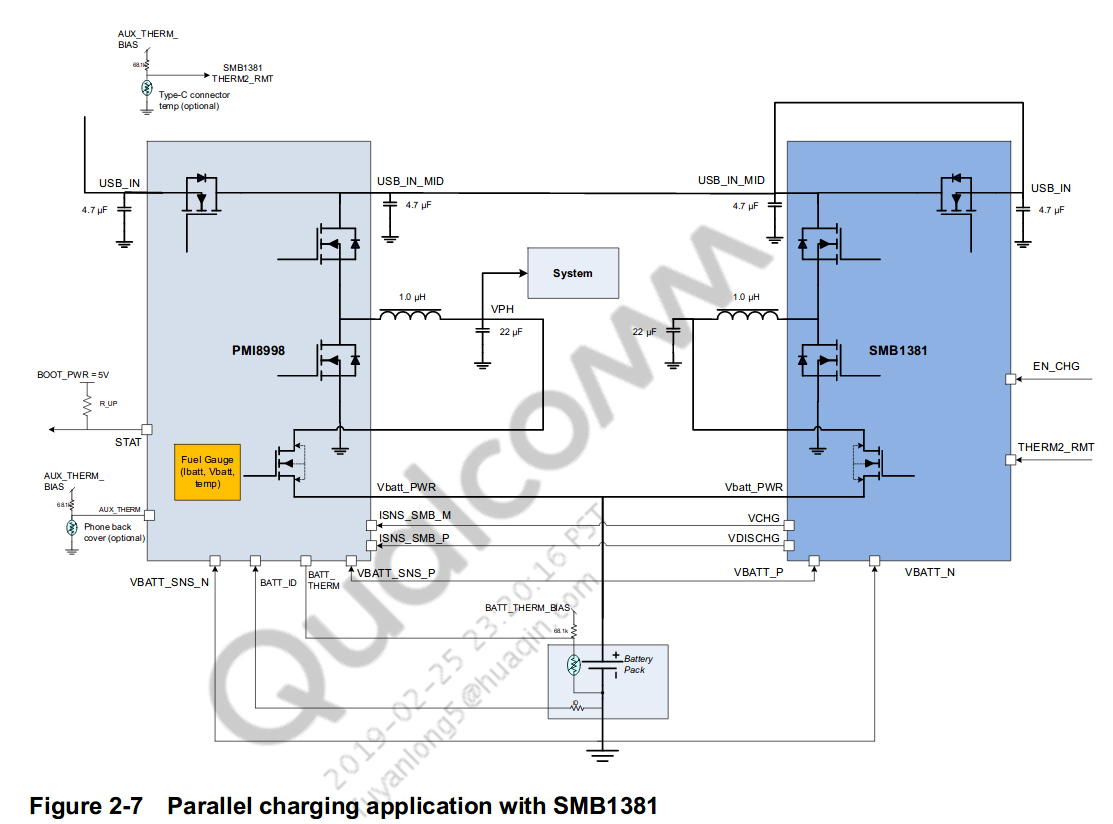 AUX_THERM_
BIAS
68.1k
SMB1381
THERM2_RMT
Type-C connector
temp (optional)
USB_IN
4.7 µF
USB_IN_MID
4.7 µF
USB_IN_MID
4.7 µF
USB_IN
4.7 µF
System
1.0 µH
VPH
22 µF
1.0 µH
22 µF
PMI8998
SMB1381
BOOT_PWR = 5V
R_UP
STAT
EN_CHG
THERM2_RMT
Fuel Gauge
(Ibatt, Vbatt,
temp)
AUX_THERM_
BIAS
68.1k
AUX_THERM
Phone back
cover (optional)
Vbatt_PWR
Vbatt_PWR
ISNS_SMB_M
VCHG
ISNS_SMB_P
VDISCHG
VBATT_SNS_N
BATT_ID
BATT_
THERM
VBATT_SNS_P
VBATT_P
VBATT_N
BATT_THERM_BIAS
68.1k
+
Battery
Pack
ID
Qualcomm
2019-02-25 23:20:16 PST
fuyanlong5@huaqin.com
Figure 2-7 Parallel charging application with SMB1381